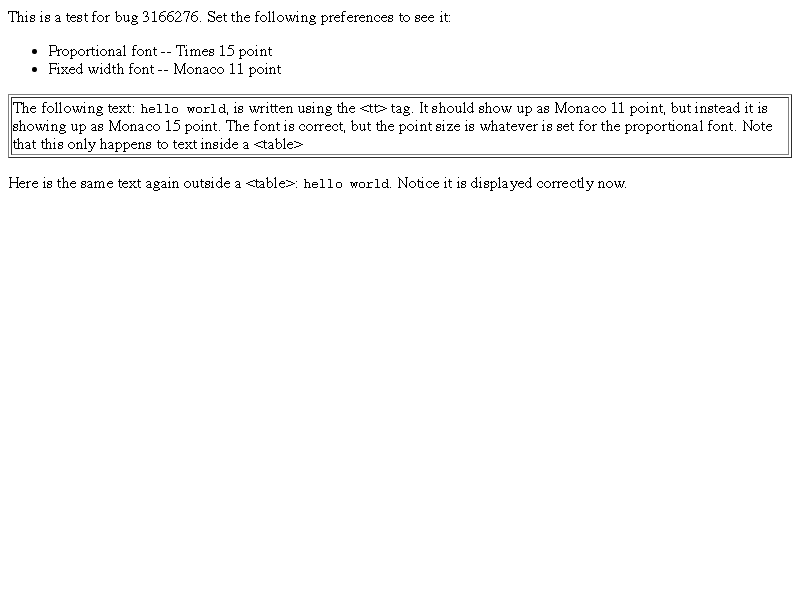 This is a test for bug 3166276. Set the following preferences to see it:
• Proportional font -- Times 15 point
• Fixed width font -- Monaco 11 point
The following text: hello world, is written using the <tt> tag. It should show up as Monaco 11 point, but instead it is
showing up as Monaco 15 point. The font is correct, but the point size is whatever is set for the proportional font. Note
that this only happens to text inside a <table>
Here is the same text again outside a <table>: hello world. Notice it is displayed correctly now.